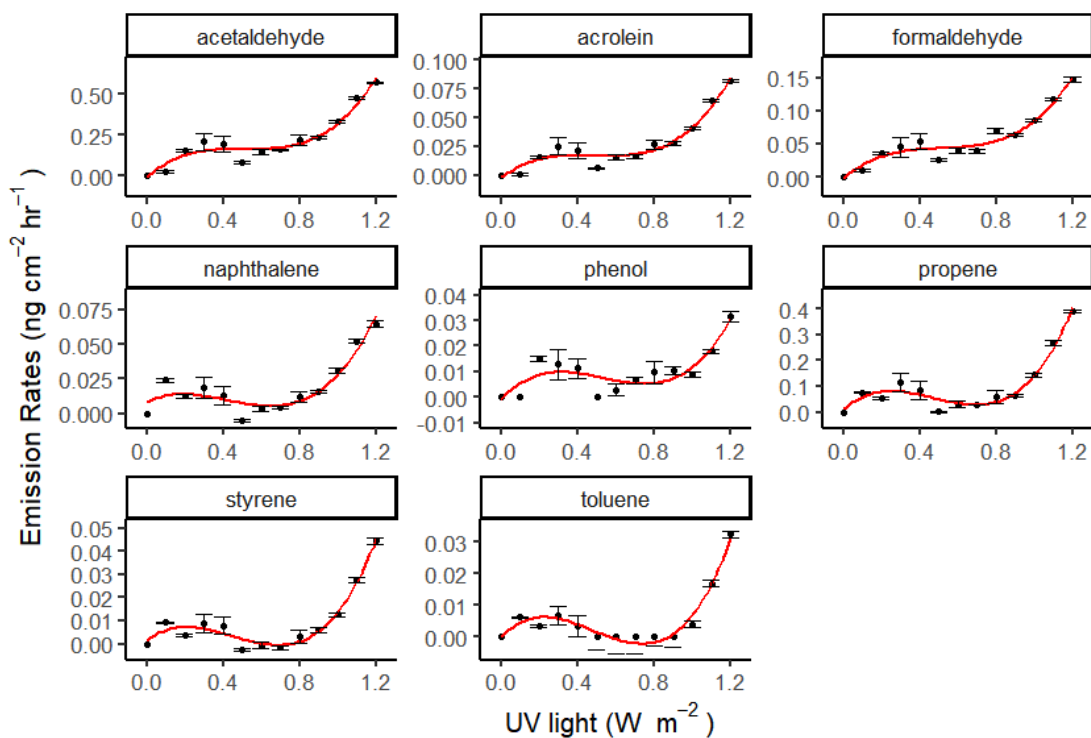 acetaldehyde acrolein formaldehyde
0.50 0.25 0.00
0.100 0.075 0.050 0.025 0.000
0.15 0.10 0.05 0.00
0.0 0.4 0.8 1.2 0.0 0.4 0.8 1.2 0.0 0.4 0.8 1.2
naphthalene phenol propene
0.075 0.050 0.025 0.000
0.04 0.03 0.02 0.01 0.00 -0.01
0.4 0.3 0.2 0.1 0.0
0.0 0.4 0.8 1.2 0.0 0.4 0.8 1.2 0.0 0.4 0.8 1.2
styrene toluene
0.05 0.04 0.03 0.02 0.01 0.00
0.03 0.02 0.01 0.00
0.0 0.4 0.8 1.2 0.0 0.4 0.8 1.2
Emission Rates (ng cm⁻² hr⁻¹)
UV light (W m⁻²)